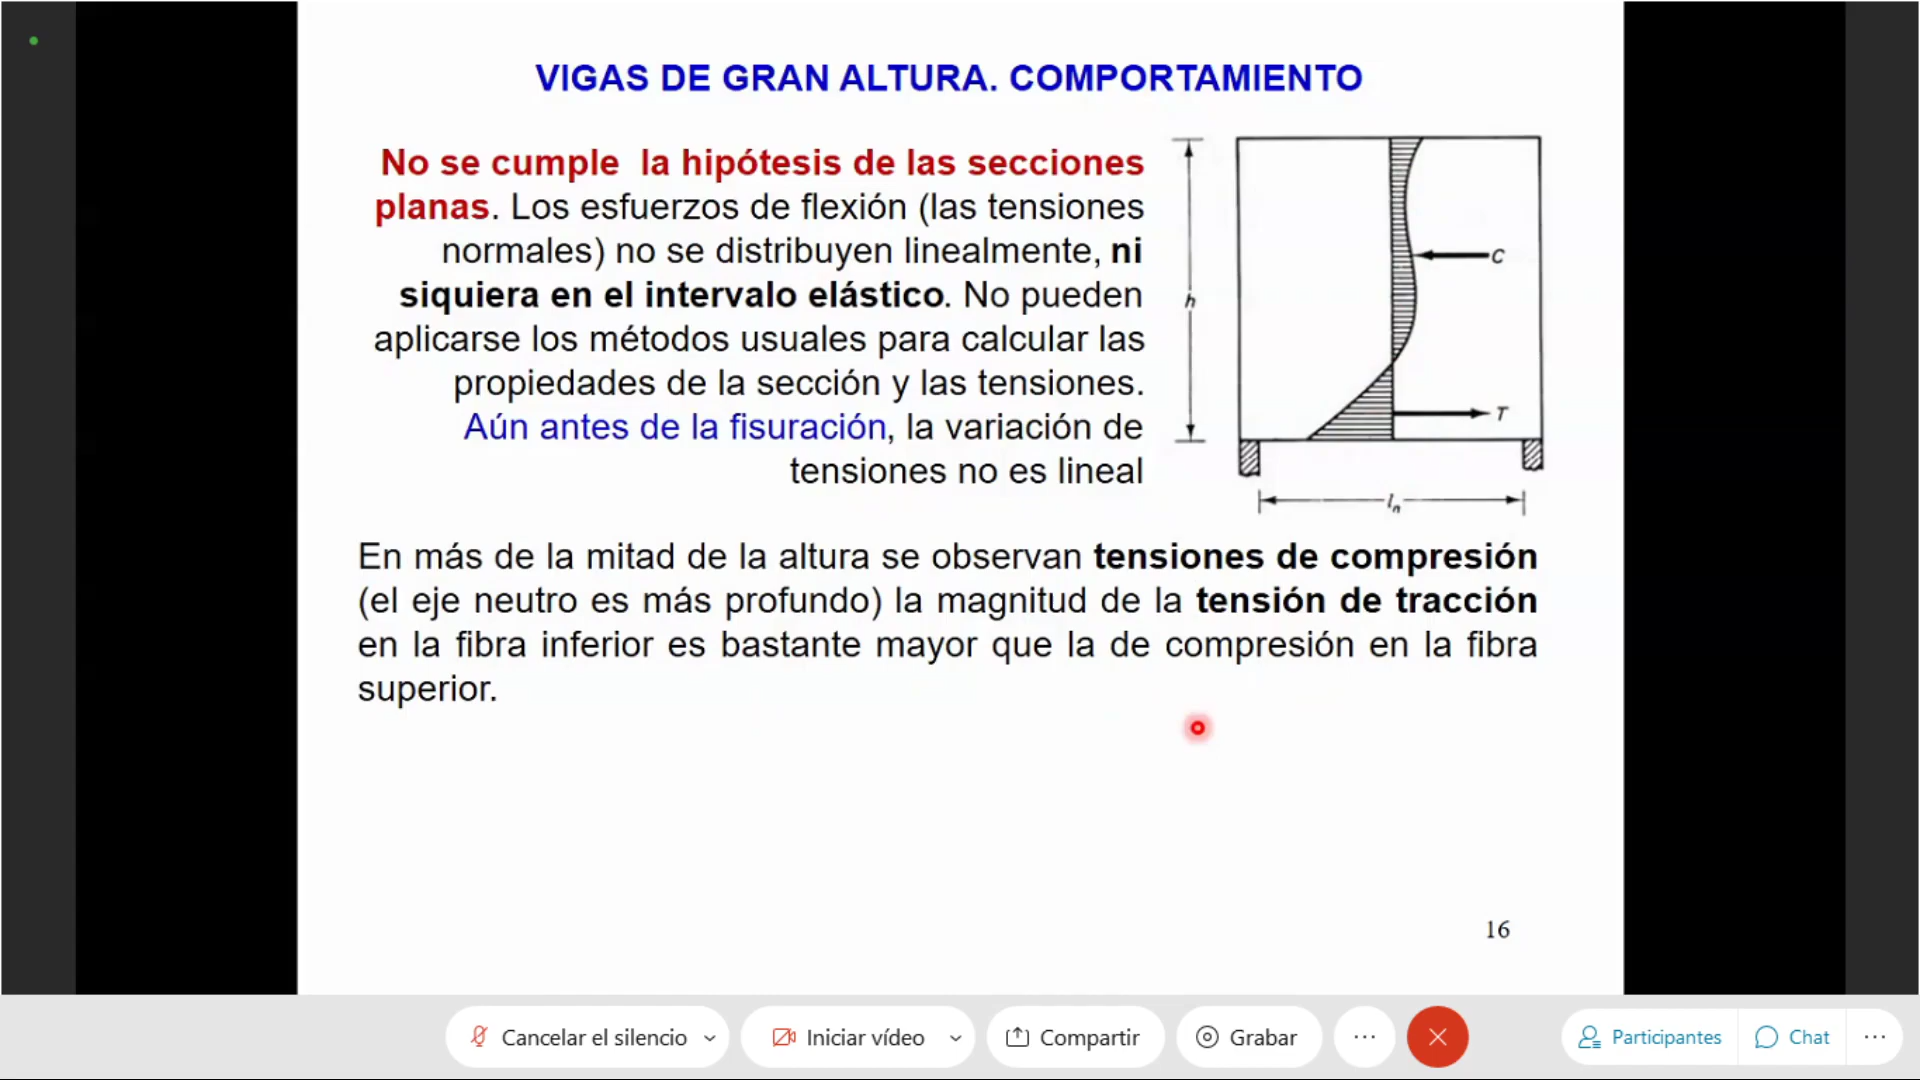 VIGAS DE GRAN ALTURA. COMPORTAMIENTO
No se cumple  la hipótesis de las secciones
planas. Los esfuerzos de flexión (las tensiones
normales) no se distribuyen linealmente, ni
siquiera en el intervalo elástico. No pueden
aplicarse los métodos usuales para calcular las
propiedades de la sección y las tensiones.
Aún antes de la fisuración, la variación de
tensiones no es lineal
C
h
T
ln
En más de la mitad de la altura se observan tensiones de compresión
(el eje neutro es más profundo) la magnitud de la tensión de tracción
en la fibra inferior es bastante mayor que la de compresión en la fibra
superior.
16
Cancelar el silencio
Iniciar vídeo
Compartir
Grabar
Participantes
Chat